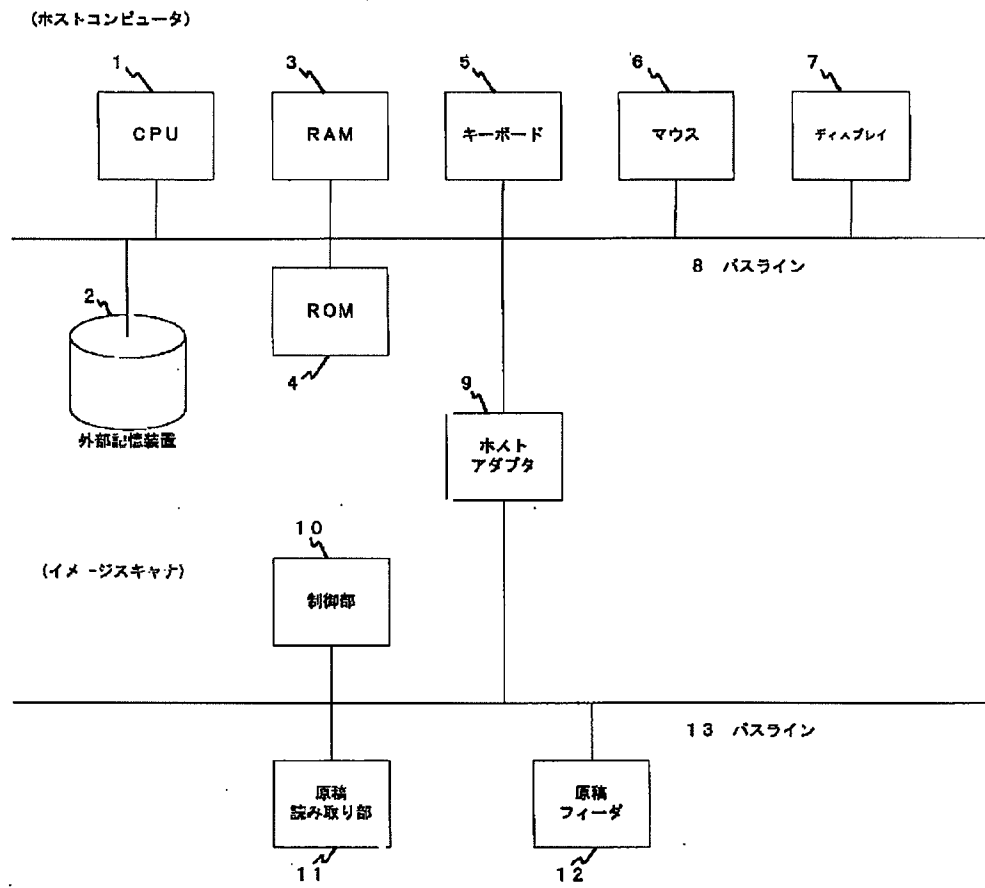 (ホストコンピュータ)
1
3
5
6
7
CPU
RAM
キーボード
マウス
ディスプレイ
8 バスライン
2
ROM
4
9
外部記憶装置
ホスト
アダプタ
10
(イメージスキャナ)
制御部
13 バスライン
原稿
読み取り部
原稿
フィーダ
11
12